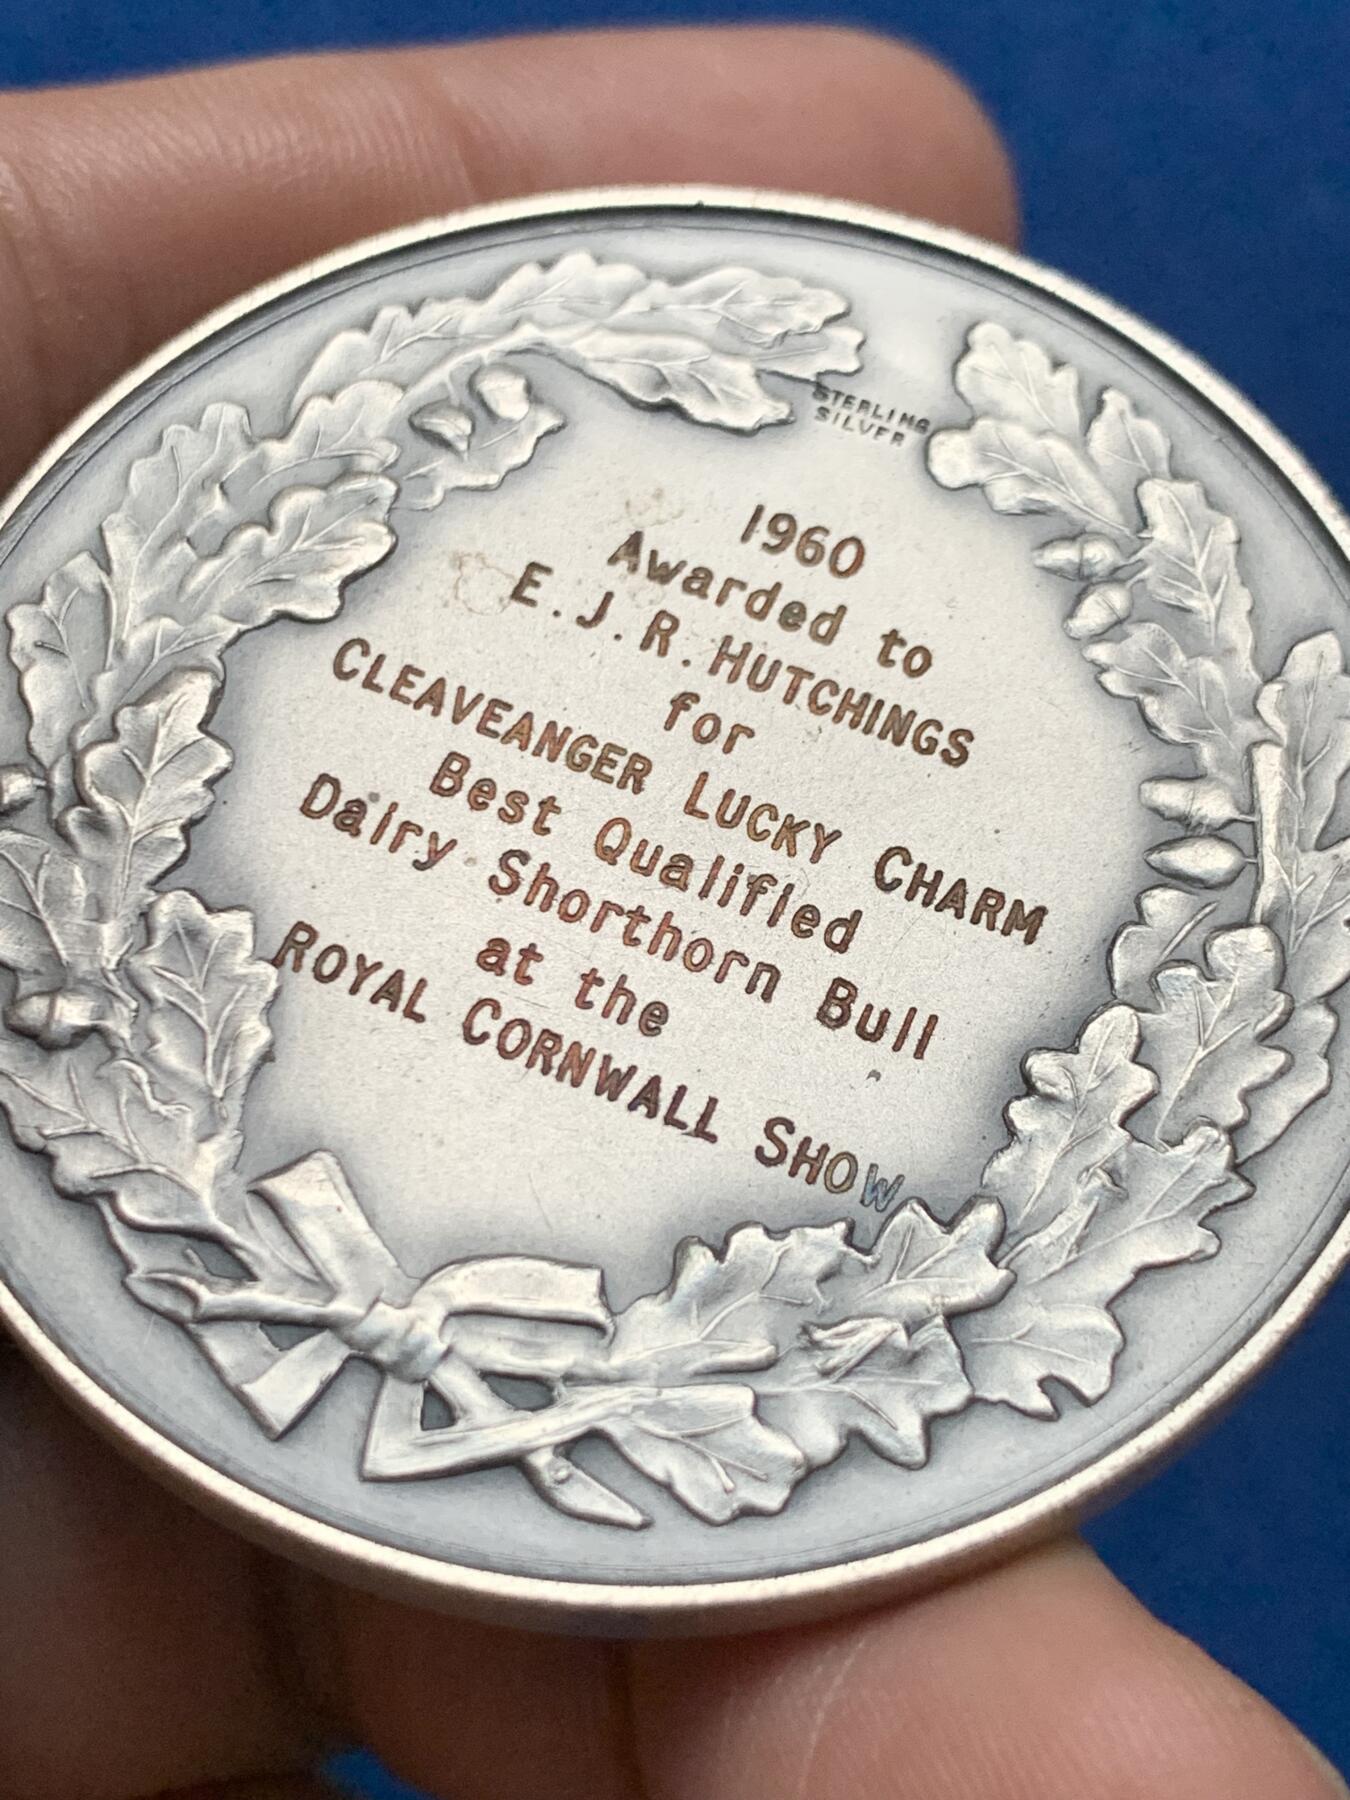 STERLING
SILVER
1960
Awarded to
E.J.R. HUTCHINGS
for
CLEAVEANGER LUCKY CHARM
Best Qualified
Dairy Shorthorn Bull
at the
ROYAL CORNWALL SHOW